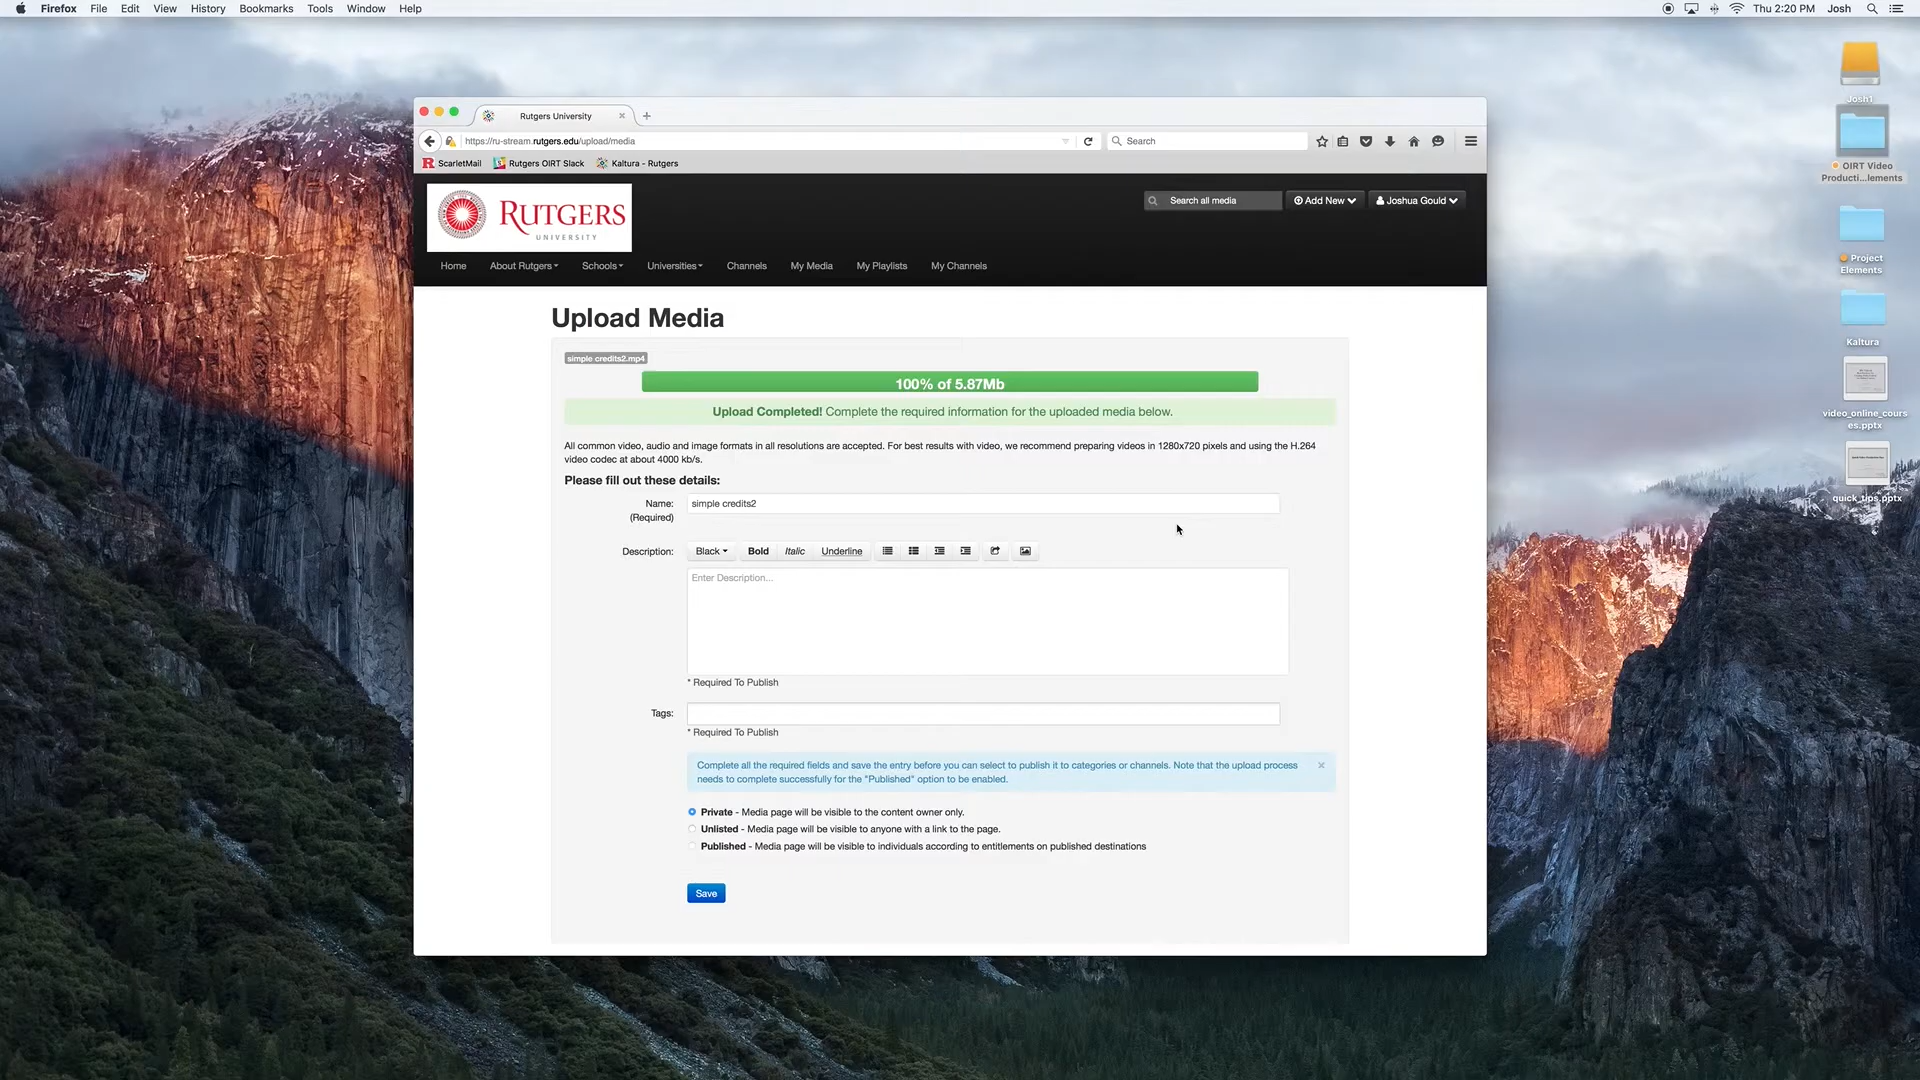 Firefox File Edit View History Bookmarks Tools Window Help
Thu 2:20 PM Josh
Josh1
OIRT Video
Producti...lements
Project
Elements
Kaltura
video_online_cours
es.pptx
quick_tips.pptx
Rutgers University
https://ru-stream.rutgers.edu/upload/media
Search
ScarletMail Rutgers OIRT Slack Kaltura - Rutgers
RUTGERS
UNIVERSITY
Search all media Add New Joshua Gould
Home About Rutgers Schools Universities Channels My Media My Playlists My Channels
Upload Media
simple credits2.mp4
100% of 5.87Mb
Upload Completed! Complete the required information for the uploaded media below.
All common video, audio and image formats in all resolutions are accepted. For best results with video, we recommend preparing videos in 1280x720 pixels and using the H.264
video codec at about 4000 kb/s.
Please fill out these details:
Name: simple credits2
(Required)
Description: Black Bold Italic Underline
Enter Description...
* Required To Publish
Tags:
* Required To Publish
Complete all the required fields and save the entry before you can select to publish it to categories or channels. Note that the upload process
needs to complete successfully for the "Published" option to be enabled.
Private - Media page will be visible to the content owner only.
Unlisted - Media page will be visible to anyone with a link to the page.
Published - Media page will be visible to individuals according to entitlements on published destinations
Save